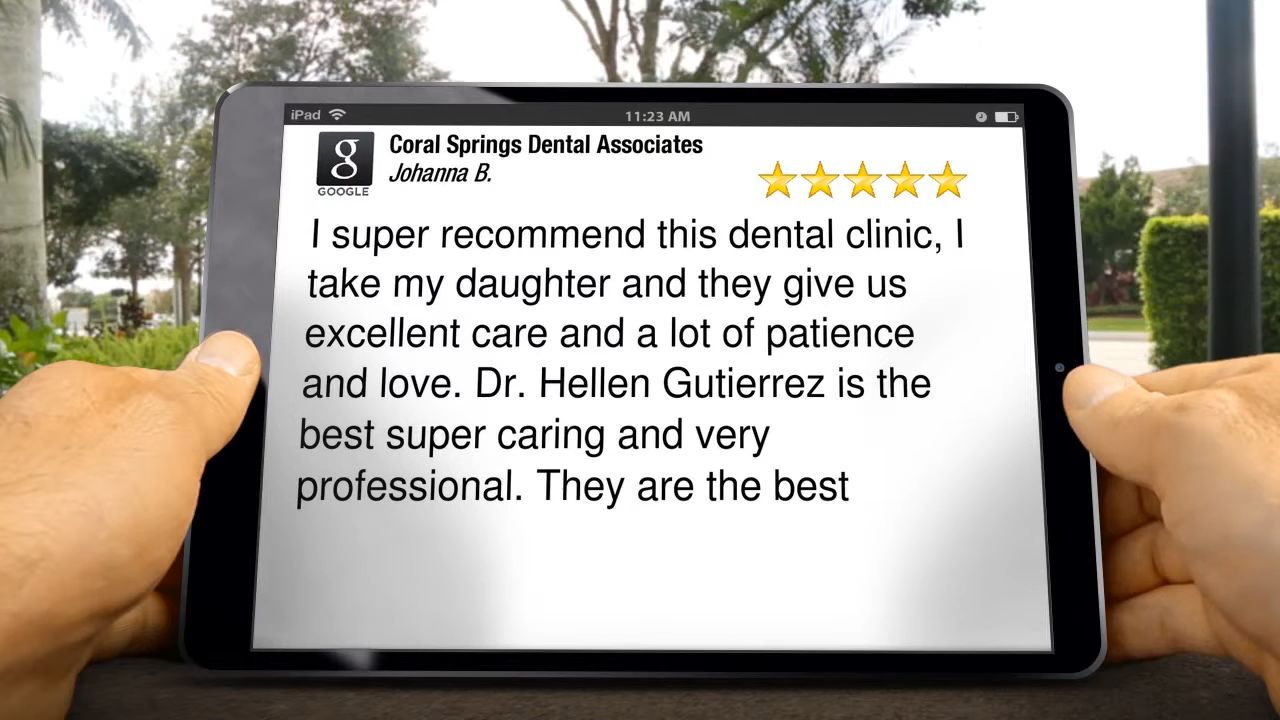 iPad
11:23 AM
g
GOOGLE
Coral Springs Dental Associates
Johanna B.
I super recommend this dental clinic, I
take my daughter and they give us
excellent care and a lot of patience
and love. Dr. Hellen Gutierrez is the
best super caring and very
professional. They are the best